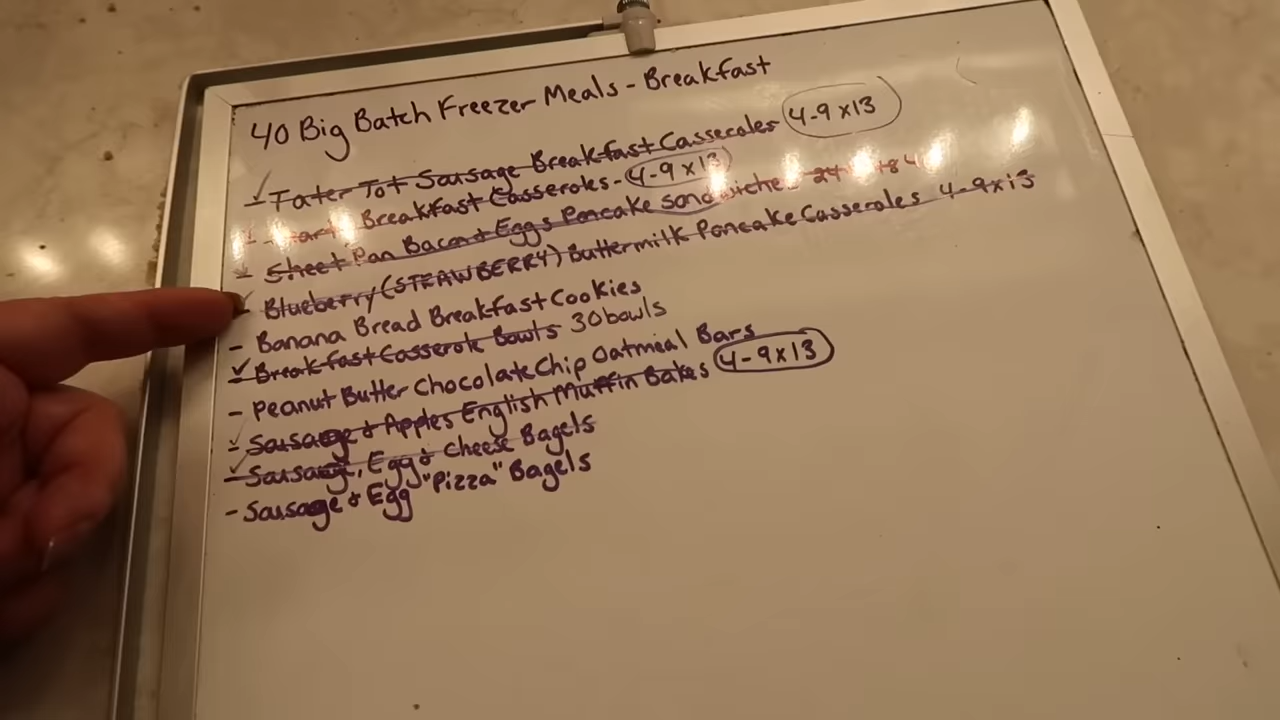 40 Big Batch Freezer Meals - Breakfast
- Tater Tot Sausage Breakfast Casseroles 4-9x13
- Breakfast Casseroles - 4-9x13
- Sheet Pan Bacon & Eggs Pancake Sandwiches 24
- Blueberry (STRAWBERRY) Buttermilk Pancake Casseroles 4-9x13
- Banana Bread Breakfast Cookies
- Breakfast Casserole Bowls 30 bowls
- Peanut Butter Chocolate Chip Oatmeal Bars
- Sausage & Apples English Muffin Bakes 4-9x13
- Sausage, Egg & Cheese Bagels
- Sausage & Egg "Pizza" Bagels